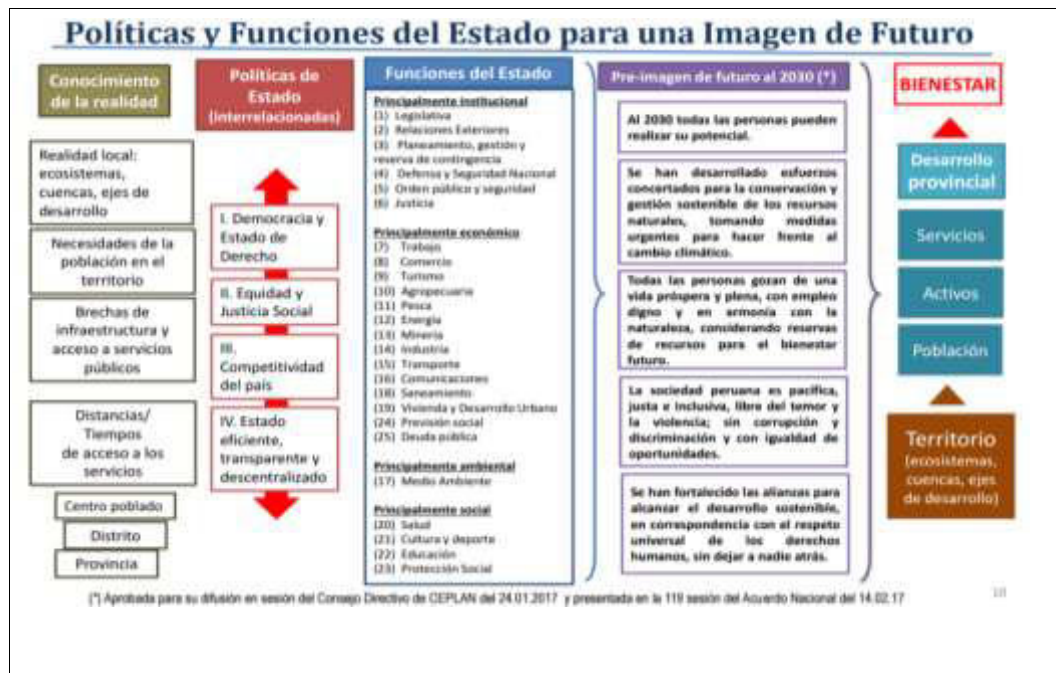 Políticas y Funciones del Estado para una Imagen de Futuro
Conocimiento
de la realidad
Realidad local:
ecosistemas,
cuencas, ejes de
desarrollo
Necesidades de la
población en el
territorio
Brechas de
infraestructura y
acceso a servicios
públicos
Distancias/
Tiempos
de acceso a los
servicios
Centro poblado
Distrito
Provincia
Políticas de
Estado
(Interrelacionadas)
I. Democracia y
Estado de
Derecho
II. Equidad y
Justicia Social
III.
Competitividad
del país
IV. Estado
eficiente,
transparente y
descentralizado
Funciones del Estado
Principalmente institucional
(1) Legislativa
(2) Relaciones Exteriores
(3) Planeamiento, gestión y
reserva de contingencia
(4) Defensa y Seguridad Nacional
(5) Orden público y seguridad
(6) Justicia
Principalmente económico
(7) Trabajo
(8) Comercio
(9) Turismo
(10) Agropecuaria
(11) Pesca
(12) Energía
(13) Minería
(14) Industria
(15) Transporte
(16) Comunicaciones
(18) Saneamiento
(19) Vivienda y Desarrollo Urbano
(24) Previsión social
(25) Deuda pública
Principalmente ambiental
(17) Medio Ambiente
Principalmente social
(20) Salud
(21) Cultura y deporte
(22) Educación
(23) Protección Social
Pre-imagen de futuro al 2030 (*)
Al 2030 todas las personas pueden
realizar su potencial.
Se han desarrollado esfuerzos
concertados para la conservación y
gestión sostenible de los recursos
naturales, tomando medidas
urgentes para hacer frente al
cambio climático.
Todas las personas gozan de una
vida próspera y plena, con empleo
digno y en armonía con la
naturaleza, considerando reservas
de recursos para el bienestar
futuro.
La sociedad peruana es pacífica,
justa e inclusiva, libre del temor y
la violencia; sin corrupción y
discriminación y con igualdad de
oportunidades.
Se han fortalecido las alianzas para
alcanzar el desarrollo sostenible,
en correspondencia con el respeto
universal de los derechos
humanos, sin dejar a nadie atrás.
BIENESTAR
Desarrollo
provincial
Servicios
Activos
Población
Territorio
(ecosistemas,
cuencas, ejes
de desarrollo)
(*) Aprobada para su difusión en sesión del Consejo Directivo de CEPLAN del 24.01.2017 y presentada en la 119 sesión del Acuerdo Nacional del 14.02.17